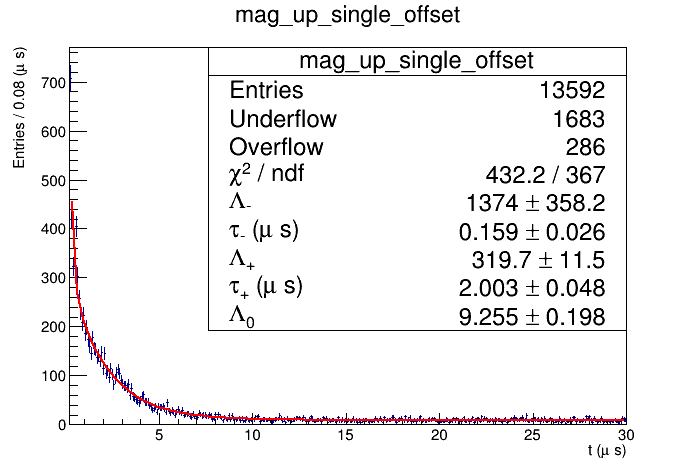 mag_up_single_offset
mag_up_single_offset
Entries 13592
Underflow 1683
Overflow 286
χ² / ndf 432.2 / 367
Λ₋ 1374 ± 358.2
τ₋ (μ s) 0.159 ± 0.026
Λ₊ 319.7 ± 11.5
τ₊ (μ s) 2.003 ± 0.048
Λ₀ 9.255 ± 0.198
Entries / 0.08 (μ s)
700
600
500
400
300
200
100
0
5 10 15 20 25 30
t (μ s)